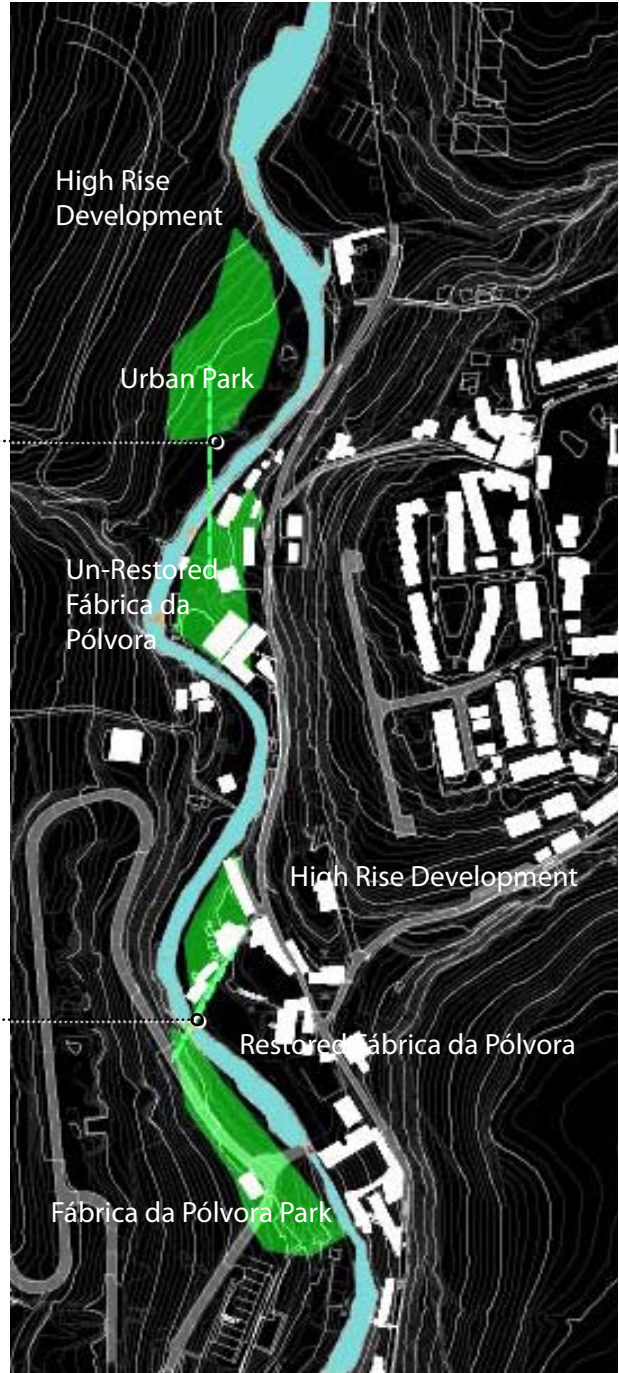 High Rise
Development
Urban Park
Un-Restored
Fábrica da
Pólvora
High Rise Development
Restored Fábrica da Pólvora
Fábrica da Pólvora Park